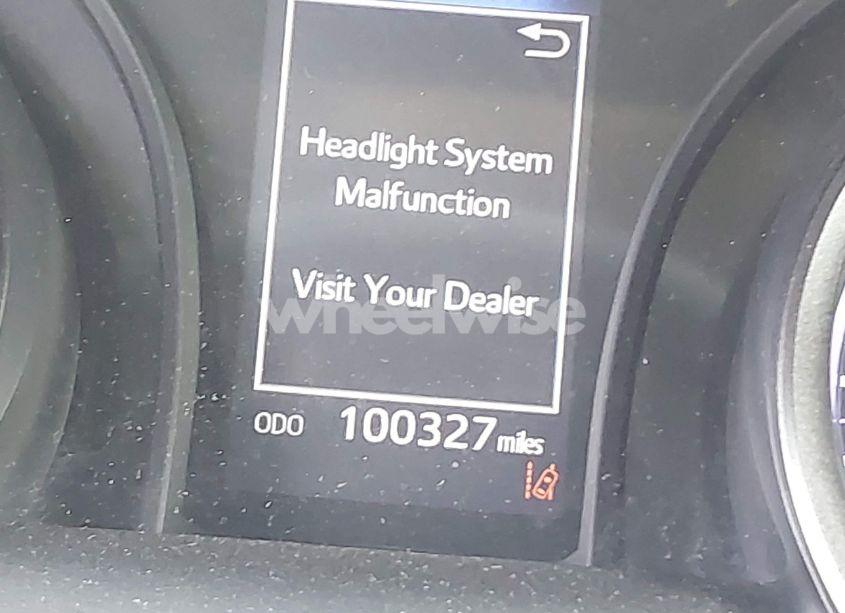 Headlight System
Malfunction
Visit Your Dealer
wheelwise
ODO 100327 miles